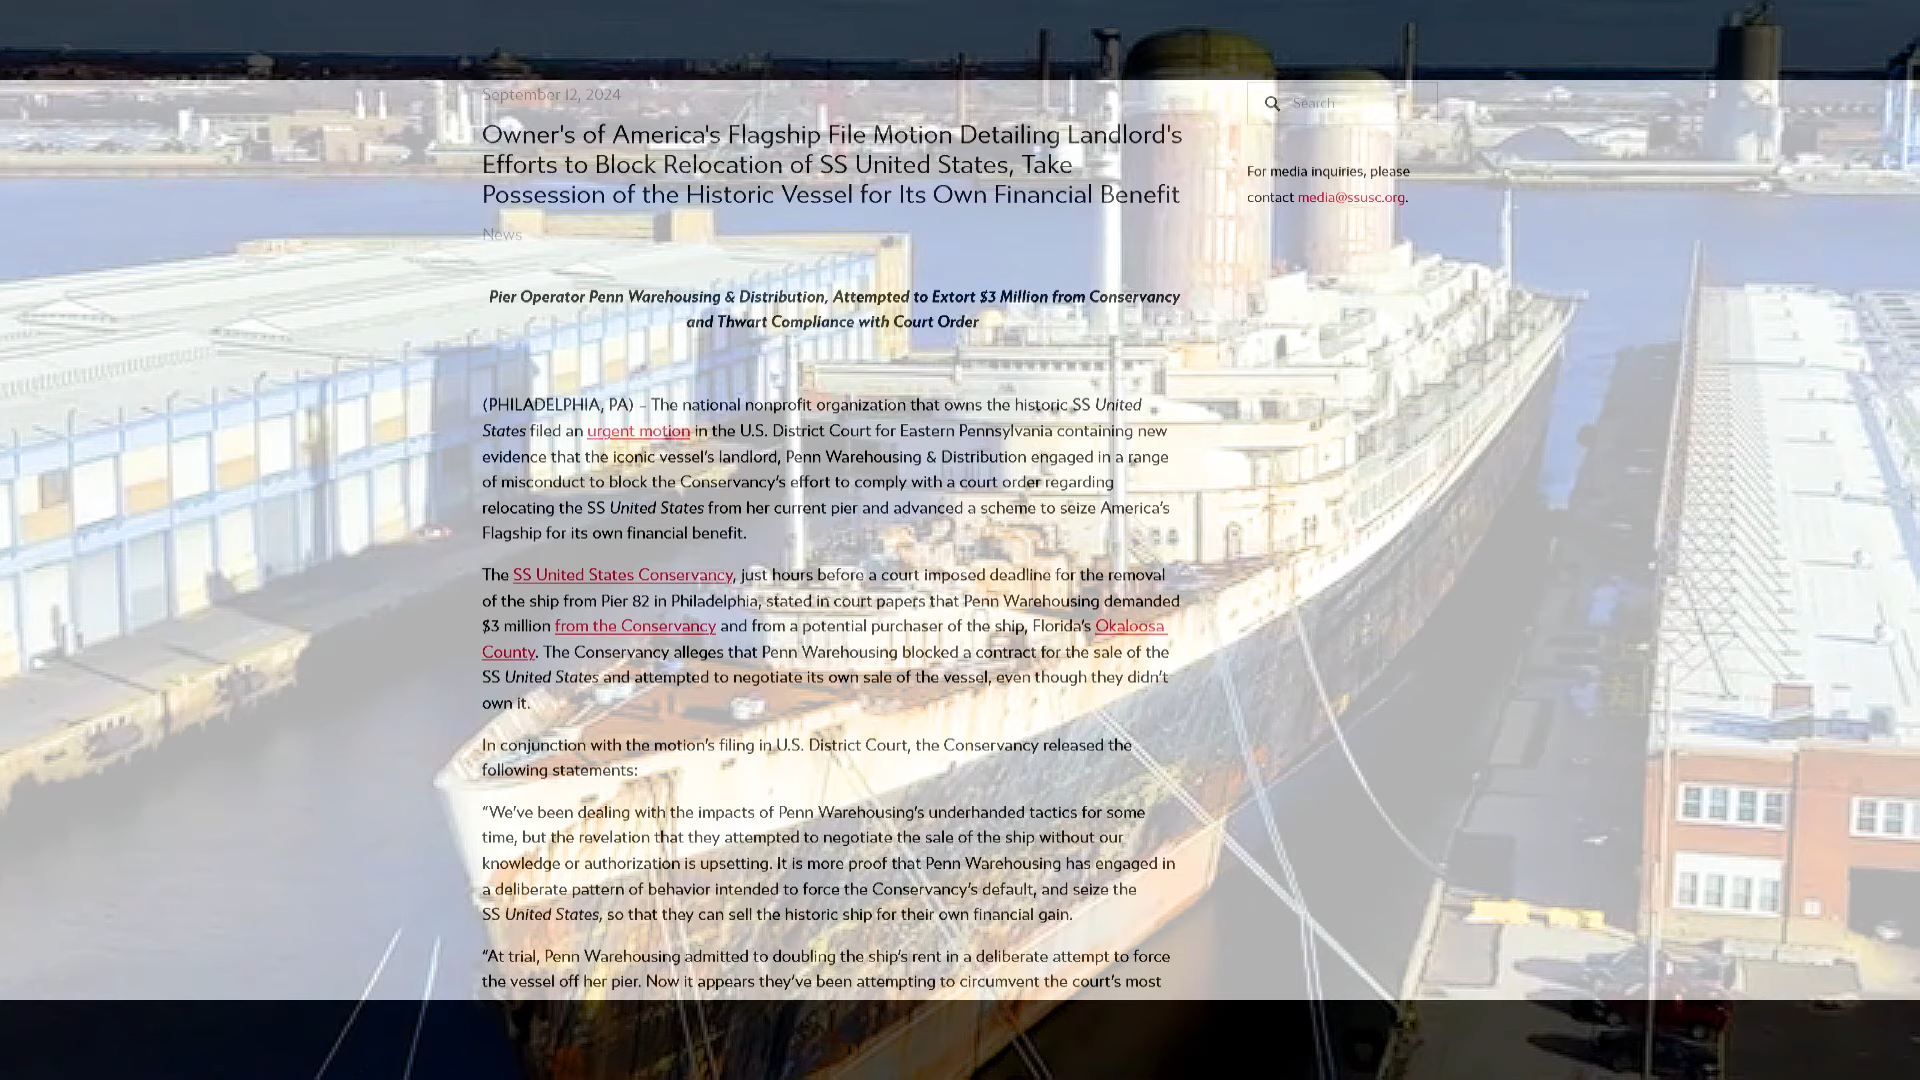 September 12, 2024
Search
Owner's of America's Flagship File Motion Detailing Landlord's
Efforts to Block Relocation of SS United States, Take
Possession of the Historic Vessel for Its Own Financial Benefit
For media inquiries, please
contact media@ssusc.org.
News
Pier Operator Penn Warehousing & Distribution, Attempted to Extort $3 Million from Conservancy
and Thwart Compliance with Court Order
(PHILADELPHIA, PA) – The national nonprofit organization that owns the historic SS United
States filed an urgent motion in the U.S. District Court for Eastern Pennsylvania containing new
evidence that the iconic vessel’s landlord, Penn Warehousing & Distribution engaged in a range
of misconduct to block the Conservancy’s effort to comply with a court order regarding
relocating the SS United States from her current pier and advanced a scheme to seize America’s
Flagship for its own financial benefit.
The SS United States Conservancy, just hours before a court imposed deadline for the removal
of the ship from Pier 82 in Philadelphia, stated in court papers that Penn Warehousing demanded
$3 million from the Conservancy and from a potential purchaser of the ship, Florida’s Okaloosa
County. The Conservancy alleges that Penn Warehousing blocked a contract for the sale of the
SS United States and attempted to negotiate its own sale of the vessel, even though they didn’t
own it.
In conjunction with the motion’s filing in U.S. District Court, the Conservancy released the
following statements:
“We’ve been dealing with the impacts of Penn Warehousing’s underhanded tactics for some
time, but the revelation that they attempted to negotiate the sale of the ship without our
knowledge or authorization is upsetting. It is more proof that Penn Warehousing has engaged in
a deliberate pattern of behavior intended to force the Conservancy’s default, and seize the
SS United States, so that they can sell the historic ship for their own financial gain.
“At trial, Penn Warehousing admitted to doubling the ship’s rent in a deliberate attempt to force
the vessel off her pier. Now it appears they’ve been attempting to circumvent the court’s most